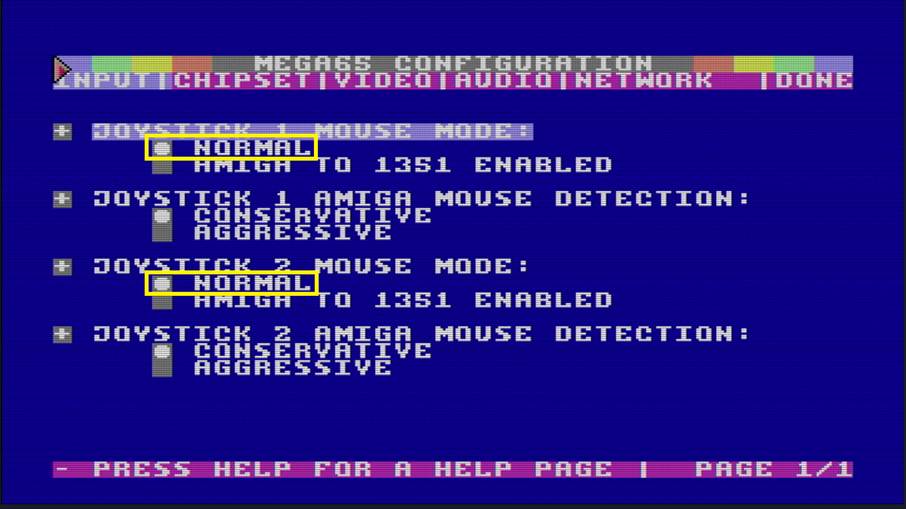 MEGA65 CONFIGURATION
INPUT|CHIPSET|VIDEO|AUDIO|NETWORK |DONE
+ JOYSTICK 1 MOUSE MODE:
NORMAL
AMIGA TO 1351 ENABLED
+ JOYSTICK 1 AMIGA MOUSE DETECTION:
CONSERVATIVE
AGGRESSIVE
+ JOYSTICK 2 MOUSE MODE:
NORMAL
AMIGA TO 1351 ENABLED
+ JOYSTICK 2 AMIGA MOUSE DETECTION:
CONSERVATIVE
AGGRESSIVE
- PRESS HELP FOR A HELP PAGE | PAGE 1/1